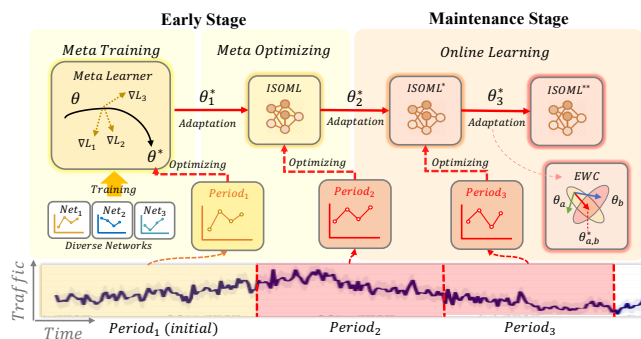 Early Stage
Maintenance Stage
Meta Training
Meta Optimizing
Online Learning
Meta Learner
θ
∇L₃
∇L₁
∇L₂
θ*
θ₁*
Adaptation
ISOML
θ₂*
Adaptation
ISOML*
θ₃*
Adaptation
ISOML**
Optimizing
Optimizing
Optimizing
Training
Net₁
Net₂
Net₃
Diverse Networks
Period₁
Period₂
Period₃
EWC
θₐ
θ_b
θ*ₐ,b
Traffic
Time
Period₁ (initial)
Period₂
Period₃